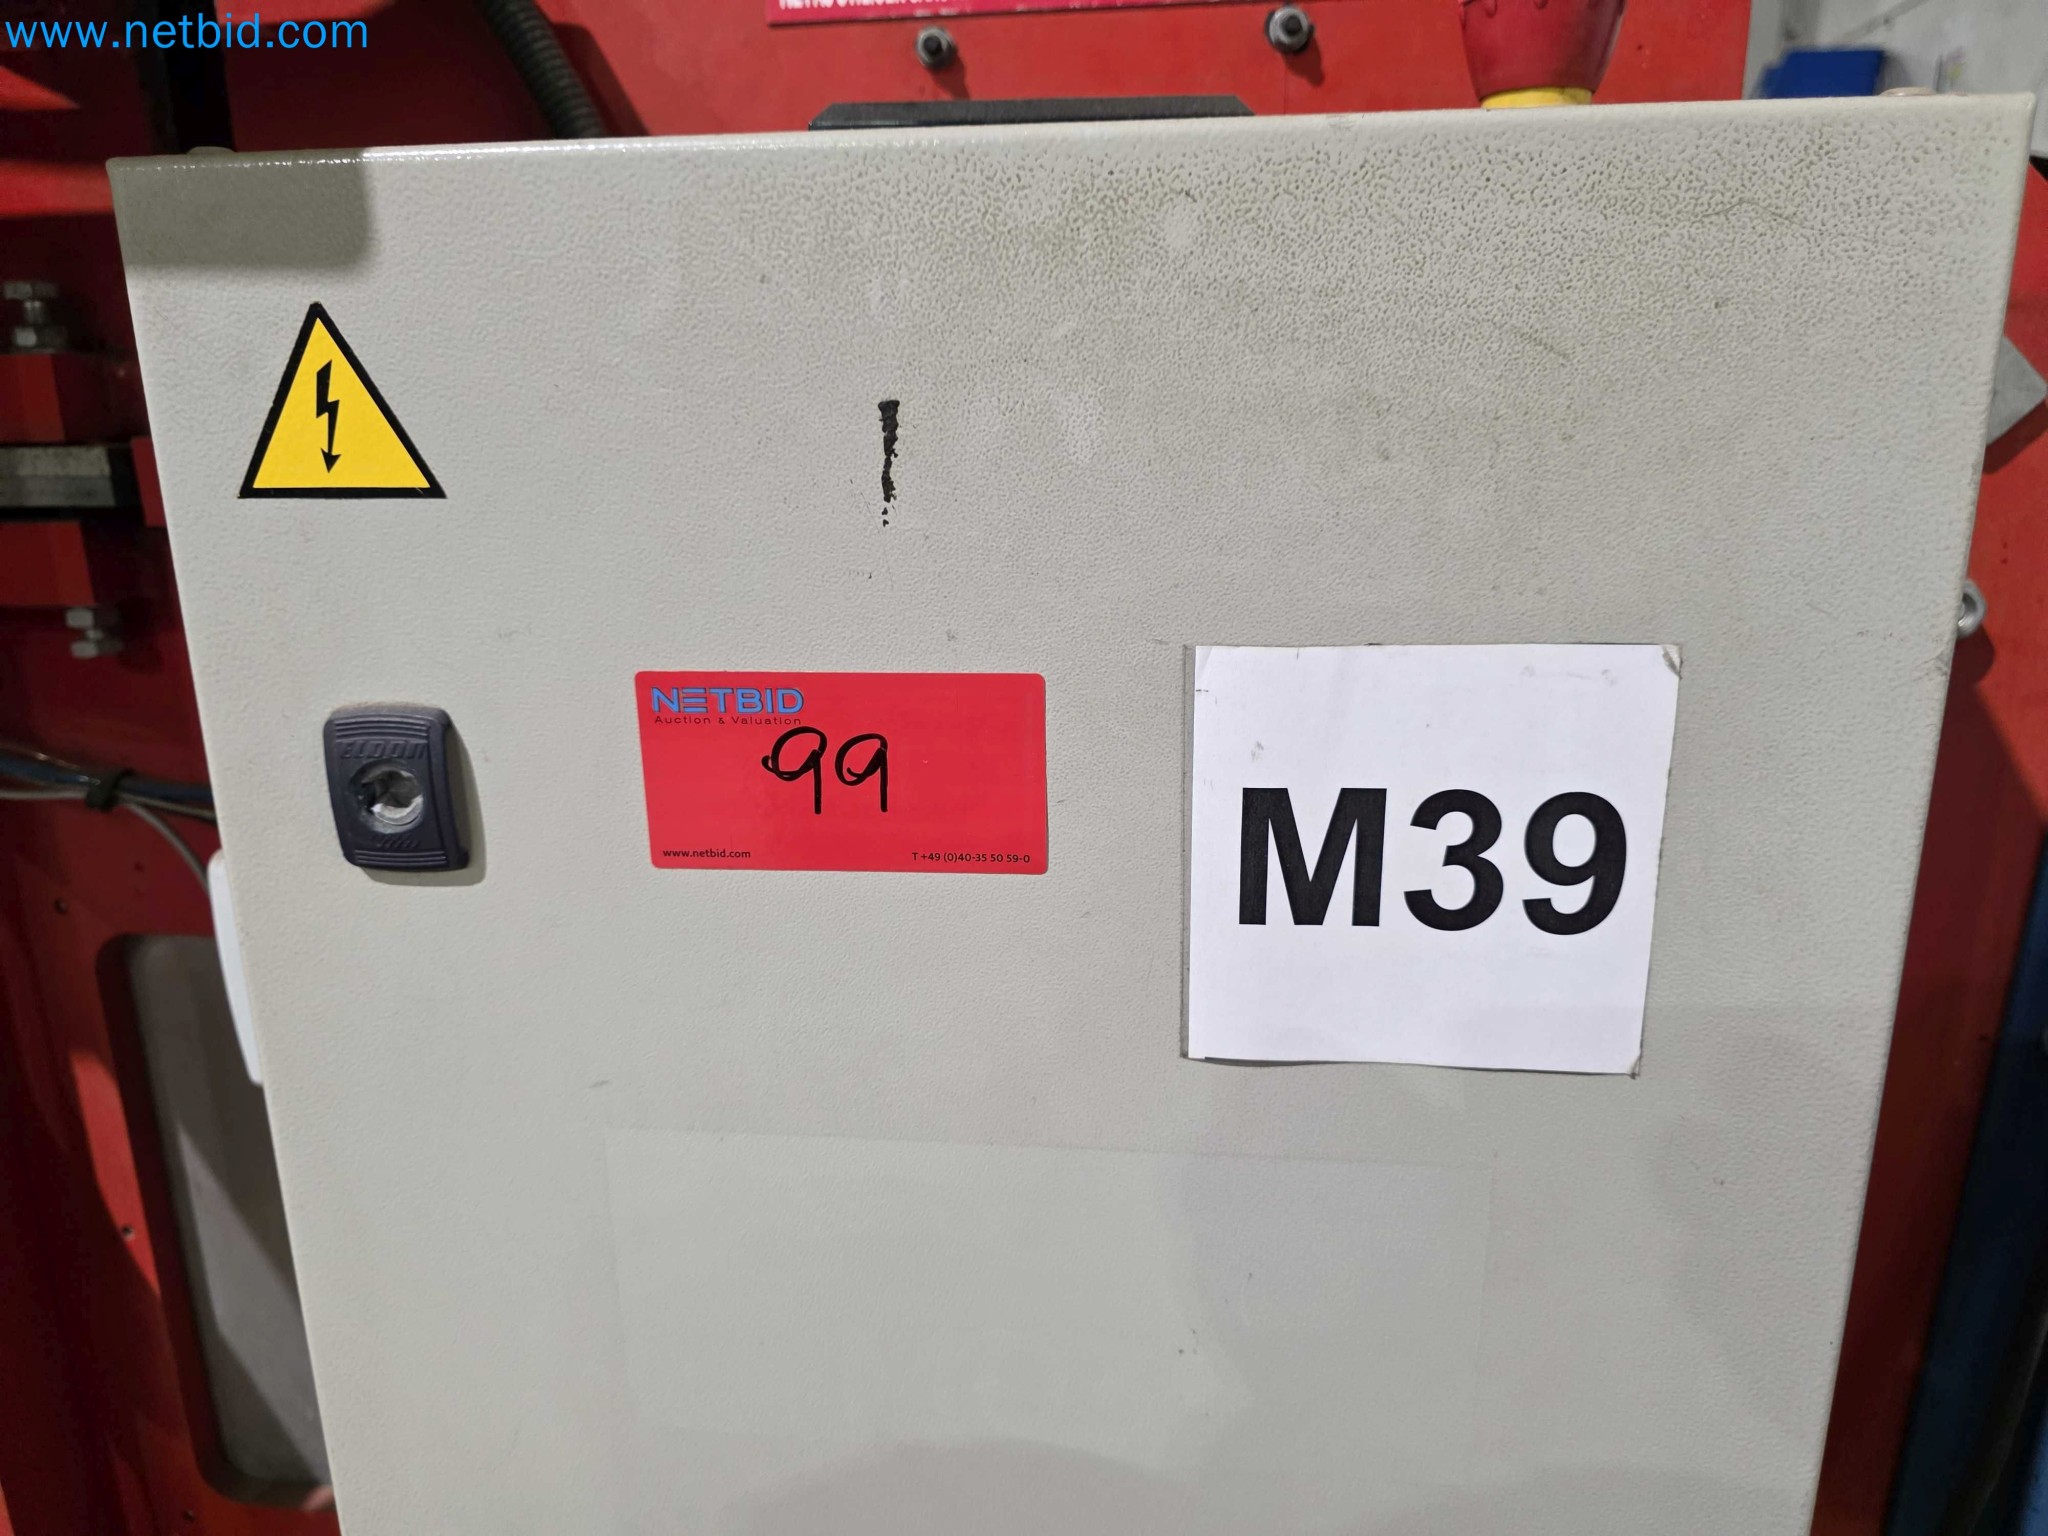 www.netbid.com
NETBID
Auction & Valuation
99
www.netbid.com
T +49 (0)40-35 50 59-0
ELDON
M39